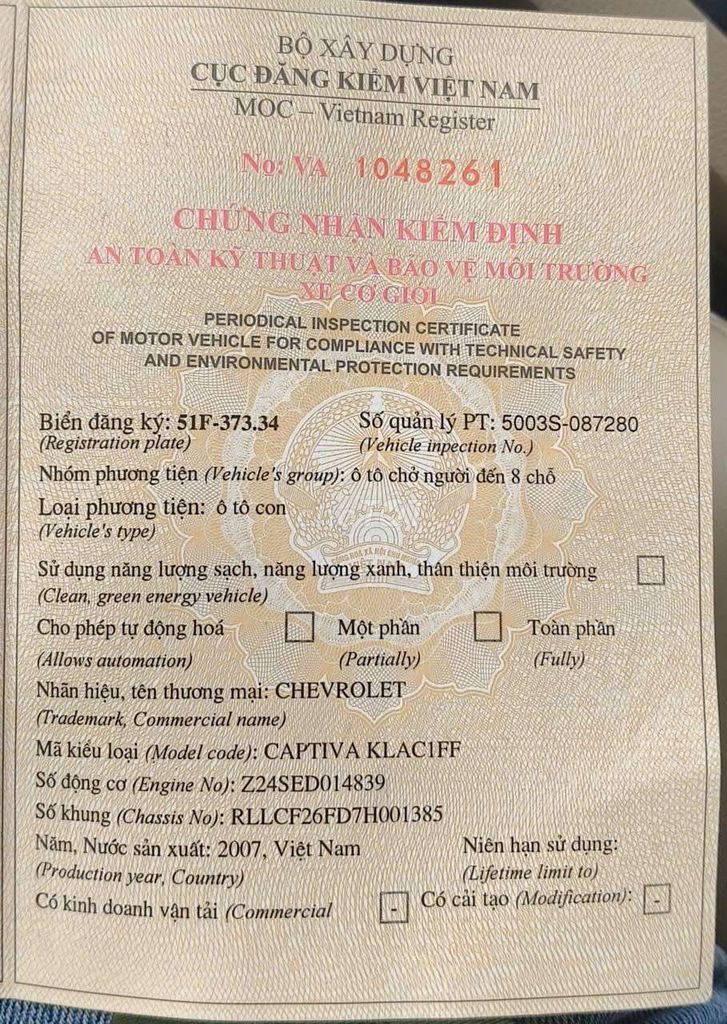 BỘ XÂY DỰNG
CỤC ĐĂNG KIỂM VIỆT NAM
MOC – Vietnam Register
No: VA 1048261
CHỨNG NHẬN KIỂM ĐỊNH
AN TOÀN KỸ THUẬT VÀ BẢO VỆ MÔI TRƯỜNG
XE CƠ GIỚI
PERIODICAL INSPECTION CERTIFICATE
OF MOTOR VEHICLE FOR COMPLIANCE WITH TECHNICAL SAFETY
AND ENVIRONMENTAL PROTECTION REQUIREMENTS
Biển đăng ký: 51F-373.34 Số quản lý PT: 5003S-087280
(Registration plate) (Vehicle inpection No.)
Nhóm phương tiện (Vehicle's group): ô tô chở người đến 8 chỗ
Loại phương tiện: ô tô con
(Vehicle's type)
Sử dụng năng lượng sạch, năng lượng xanh, thân thiện môi trường
(Clean, green energy vehicle)
Cho phép tự động hoá Một phần Toàn phần
(Allows automation) (Partially) (Fully)
Nhãn hiệu, tên thương mại: CHEVROLET
(Trademark, Commercial name)
Mã kiểu loại (Model code): CAPTIVA KLAC1FF
Số động cơ (Engine No): Z24SED014839
Số khung (Chassis No): RLLCF26FD7H001385
Năm, Nước sản xuất: 2007, Việt Nam Niên hạn sử dụng:
(Production year, Country) (Lifetime limit to)
Có kinh doanh vận tải (Commercial - Có cải tạo (Modification): -